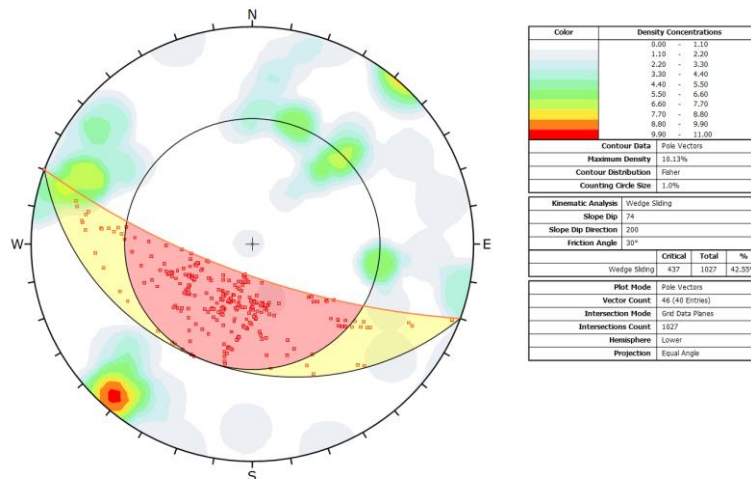 N
W
E
S
Color Density Concentrations
0.00 - 1.10
1.10 - 2.20
2.20 - 3.30
3.30 - 4.40
4.40 - 5.50
5.50 - 6.60
6.60 - 7.70
7.70 - 8.80
8.80 - 9.90
9.90 - 11.00
Contour Data Pole Vectors
Maximum Density 10.13%
Contour Distribution Fisher
Counting Circle Size 1.0%
Kinematic Analysis Wedge Sliding
Slope Dip 74
Slope Dip Direction 200
Friction Angle 30°
Critical Total %
Wedge Sliding 437 1027 42.55%
Plot Mode Pole Vectors
Vector Count 46 (40 Entries)
Intersection Mode Grid Data Planes
Intersections Count 1027
Hemisphere Lower
Projection Equal Angle